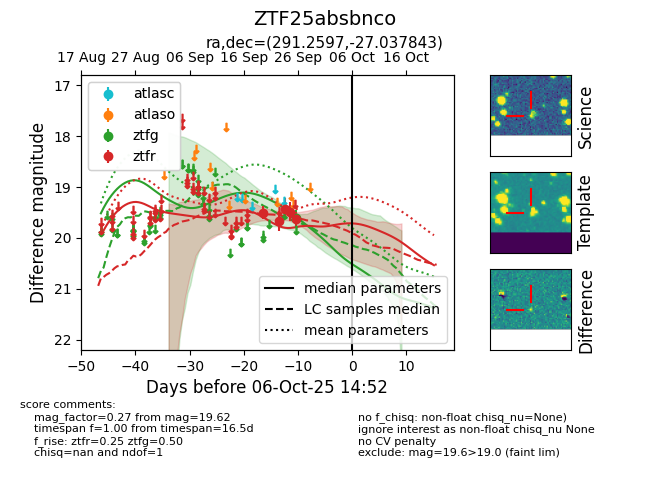 ZTF25absbnco
ra,dec=(291.2597,-27.037843)
17 Aug 27 Aug 06 Sep 16 Sep 26 Sep 06 Oct 16 Oct
17
18
19
20
21
22
Difference magnitude
atlasc
atlaso
ztfg
ztfr
median parameters
LC samples median
mean parameters
−50 −40 −30 −20 −10 0 10
Days before 06-Oct-25 14:52
Science
Template
Difference
score comments:
mag_factor=0.27 from mag=19.62
timespan f=1.00 from timespan=16.5d
f_rise: ztfr=0.25 ztfg=0.50
chisq=nan and ndof=1
no f_chisq: non-float chisq_nu=None)
ignore interest as non-float chisq_nu None
no CV penalty
exclude: mag=19.6>19.0 (faint lim)